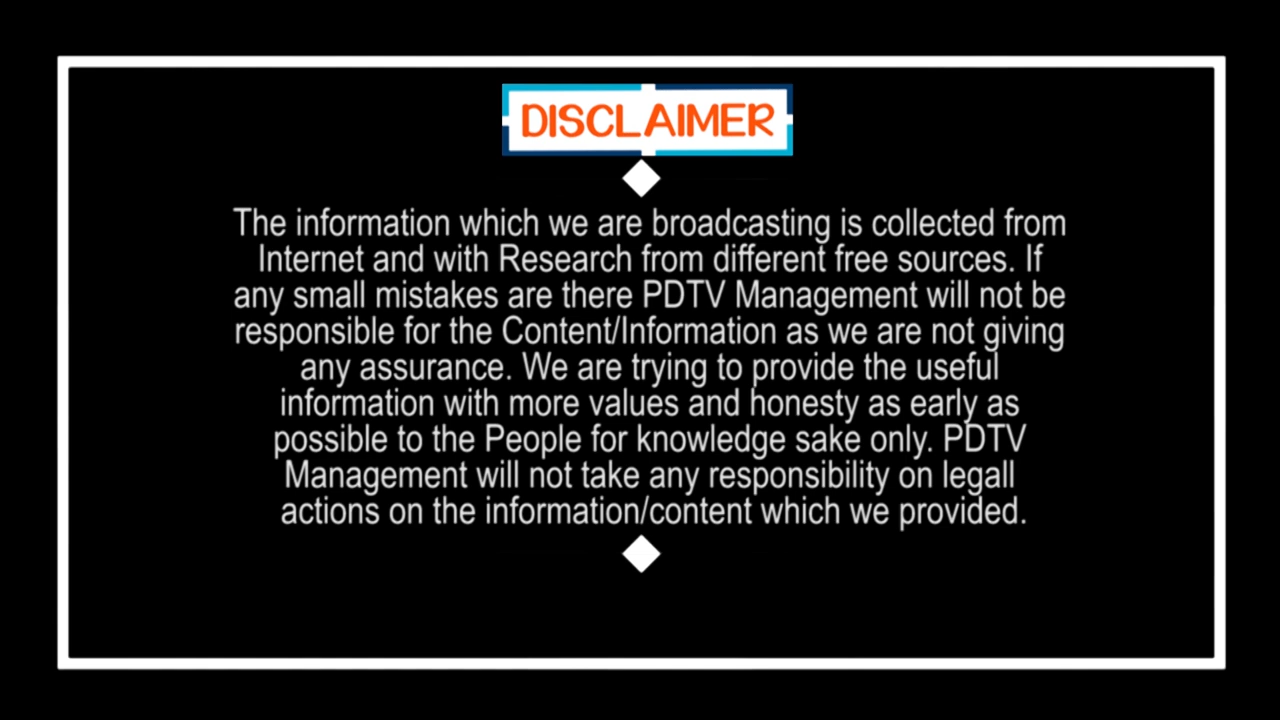 DISCLAIMER
The information which we are broadcasting is collected from
Internet and with Research from different free sources. If
any small mistakes are there PDTV Management will not be
responsible for the Content/Information as we are not giving
any assurance. We are trying to provide the useful
information with more values and honesty as early as
possible to the People for knowledge sake only. PDTV
Management will not take any responsibility on legall
actions on the information/content which we provided.